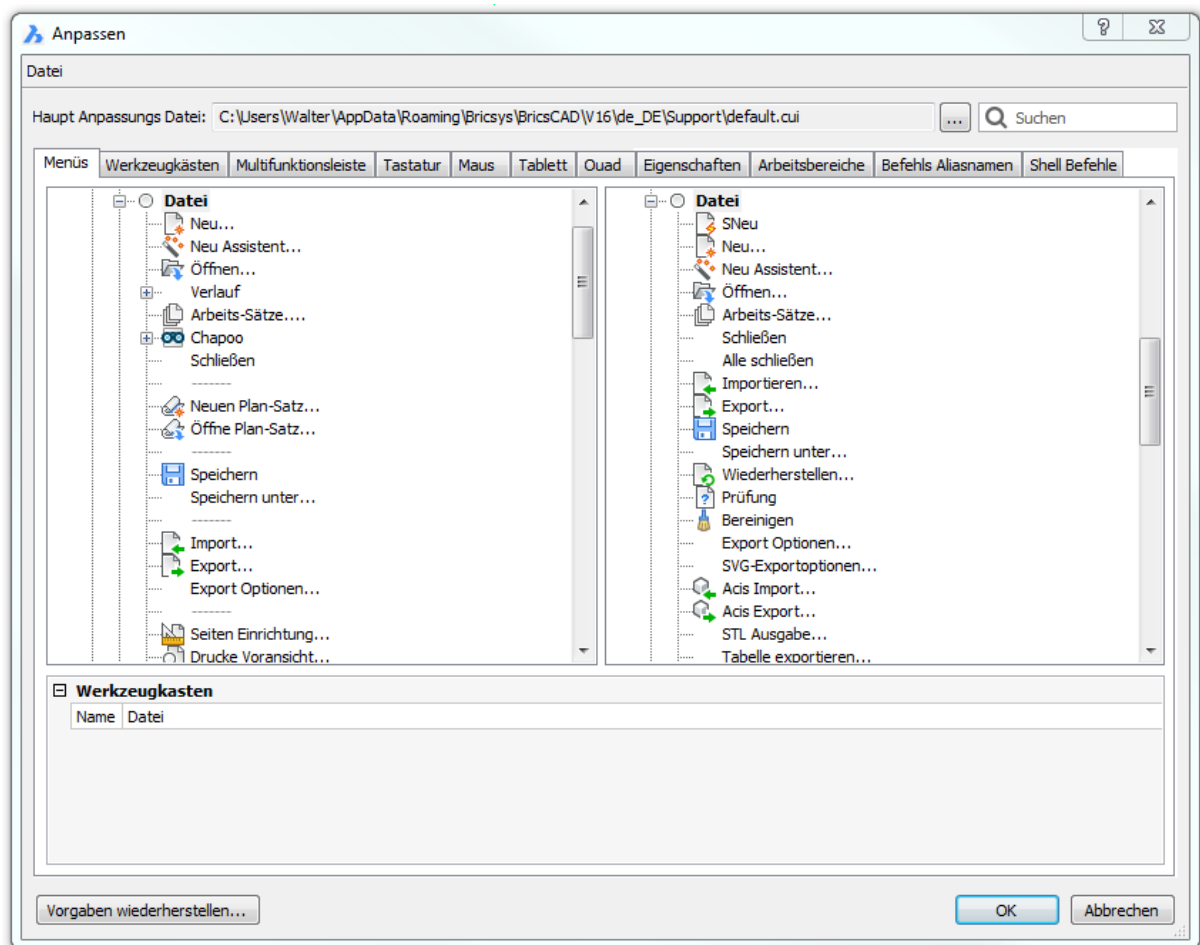 Anpassen
Datei
Haupt Anpassungs Datei: C:\Users\Walter\AppData\Roaming\Bricsys\BricsCAD\V16\de_DE\Support\default.cui ... Suchen
Menüs Werkzeugkästen Multifunktionsleiste Tastatur Maus Tablett Quad Eigenschaften Arbeitsbereiche Befehls Aliasnamen Shell Befehle
Datei
Neu...
Neu Assistent...
Öffnen...
Verlauf
Arbeits-Sätze....
Chapoo
Schließen
-------
Neuen Plan-Satz...
Öffne Plan-Satz...
-------
Speichern
Speichern unter...
-------
Import...
Export...
Export Optionen...
-------
Seiten Einrichtung...
Drucke Voransicht...
Datei
SNeu
Neu...
Neu Assistent...
Öffnen...
Arbeits-Sätze...
Schließen
Alle schließen
Importieren...
Export...
Speichern
Speichern unter...
Wiederherstellen...
Prüfung
Bereinigen
Export Optionen...
SVG-Exportoptionen...
Acis Import...
Acis Export...
STL Ausgabe...
Tabelle exportieren...
Werkzeugkasten
Name Datei
Vorgaben wiederherstellen... OK Abbrechen